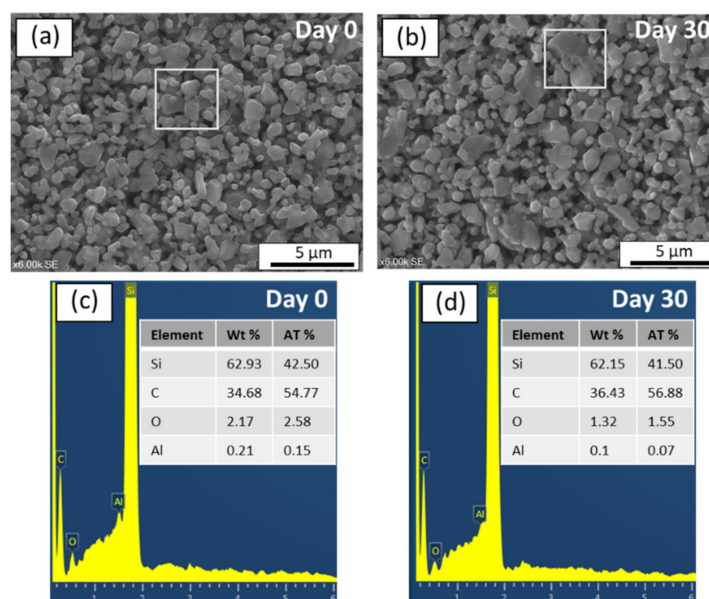 (a) Day 0
x6.00k SE 5 µm
(b) Day 30
x6.00k SE 5 µm
(c) Si Day 0
Element Wt % AT %
Si 62.93 42.50
C 34.68 54.77
O 2.17 2.58
Al 0.21 0.15
C
Al
O
1 2 3 4 5 6
(d) Si Day 30
Element Wt % AT %
Si 62.15 41.50
C 36.43 56.88
O 1.32 1.55
Al 0.1 0.07
C
Al
O
1 2 3 4 5 6